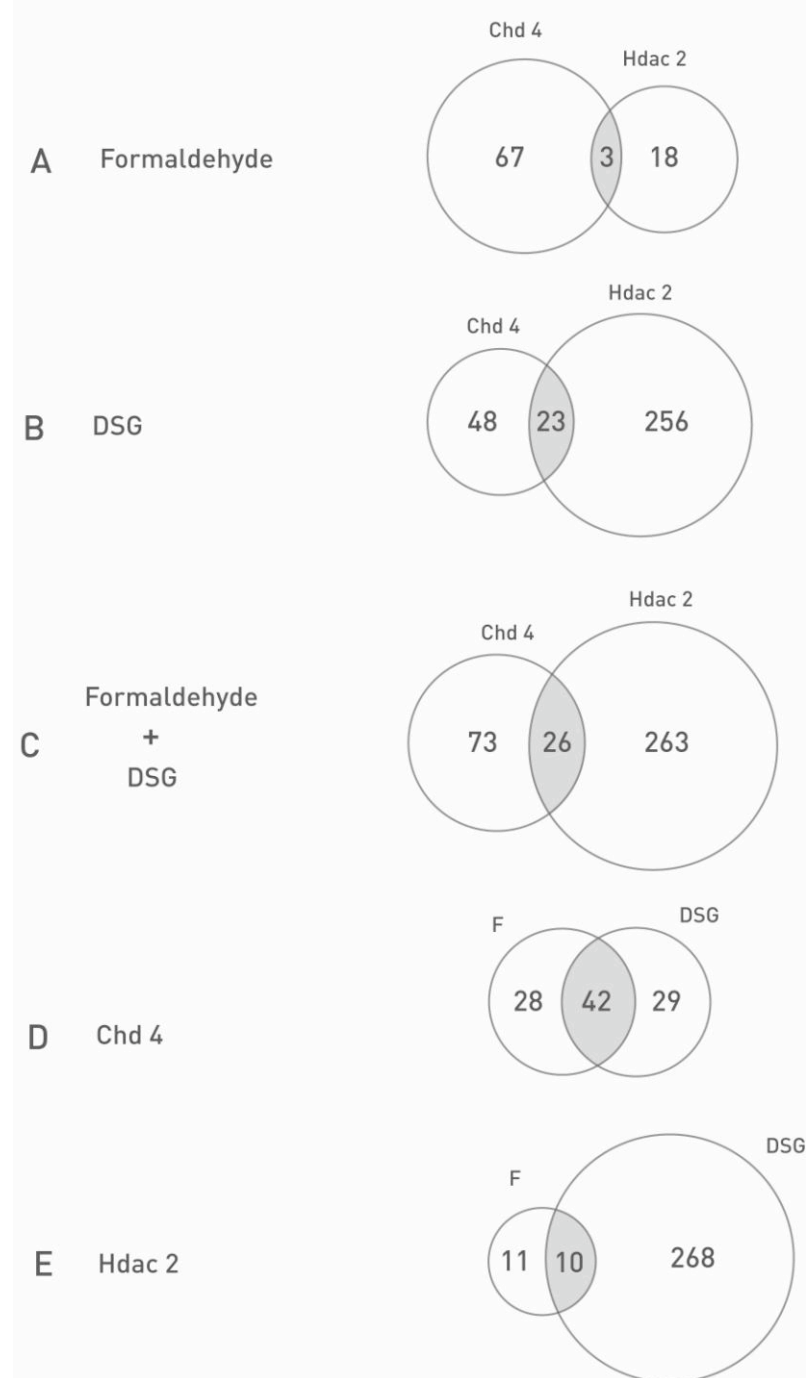 Chd 4
Hdac 2
A Formaldehyde 67 3 18
Hdac 2
Chd 4
B DSG 48 23 256
Hdac 2
Chd 4
Formaldehyde
C + 73 26 263
DSG
F DSG
28 42 29
D Chd 4
DSG
F
E Hdac 2 11 10 268